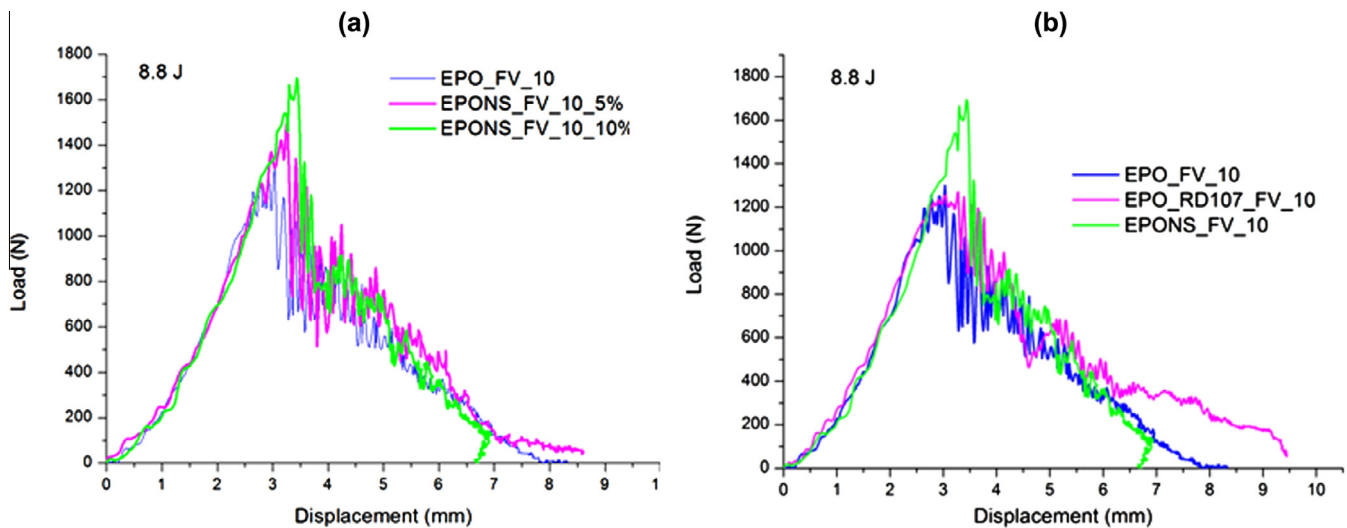 (a)
8.8 J
EPO_FV_10
EPONS_FV_10_5%
EPONS_FV_10_10%
1800
1600
1400
1200
1000
800
600
400
200
0
Load (N)
0 1 2 3 4 5 6 7 8 9 1
Displacement (mm)
(b)
8.8 J
EPO_FV_10
EPO_RD107_FV_10
EPONS_FV_10
1800
1600
1400
1200
1000
800
600
400
200
0
Load (N)
0 1 2 3 4 5 6 7 8 9 10
Displacement (mm)